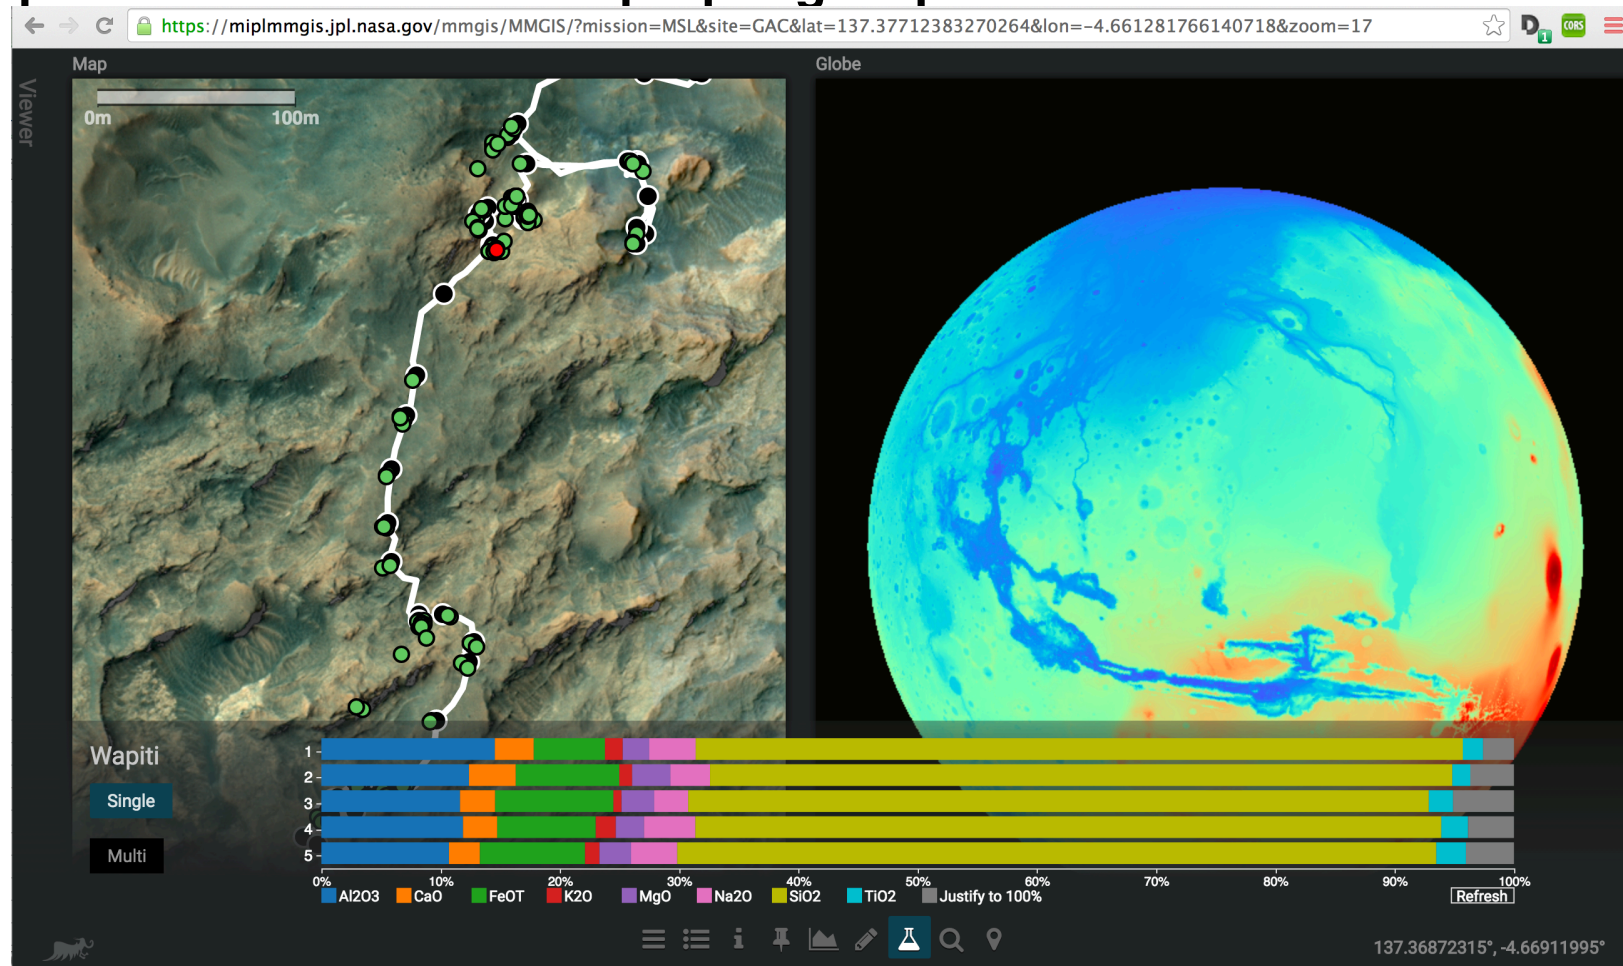 https://miplmmgis.jpl.nasa.gov/mmgis/MMGIS/?mission=MSL&site=GAC&lat=137.37712383270264&lon=-4.661281766140718&zoom=17
D 1 CORS
Viewer
Map
Globe
0m 100m
Wapiti
Single
Multi
1
2
3
4
5
0% 10% 20% 30% 40% 50% 60% 70% 80% 90% 100%
Al2O3 CaO FeOT K2O MgO Na2O SiO2 TiO2 Justify to 100% Refresh
137.36872315°, -4.66911995°